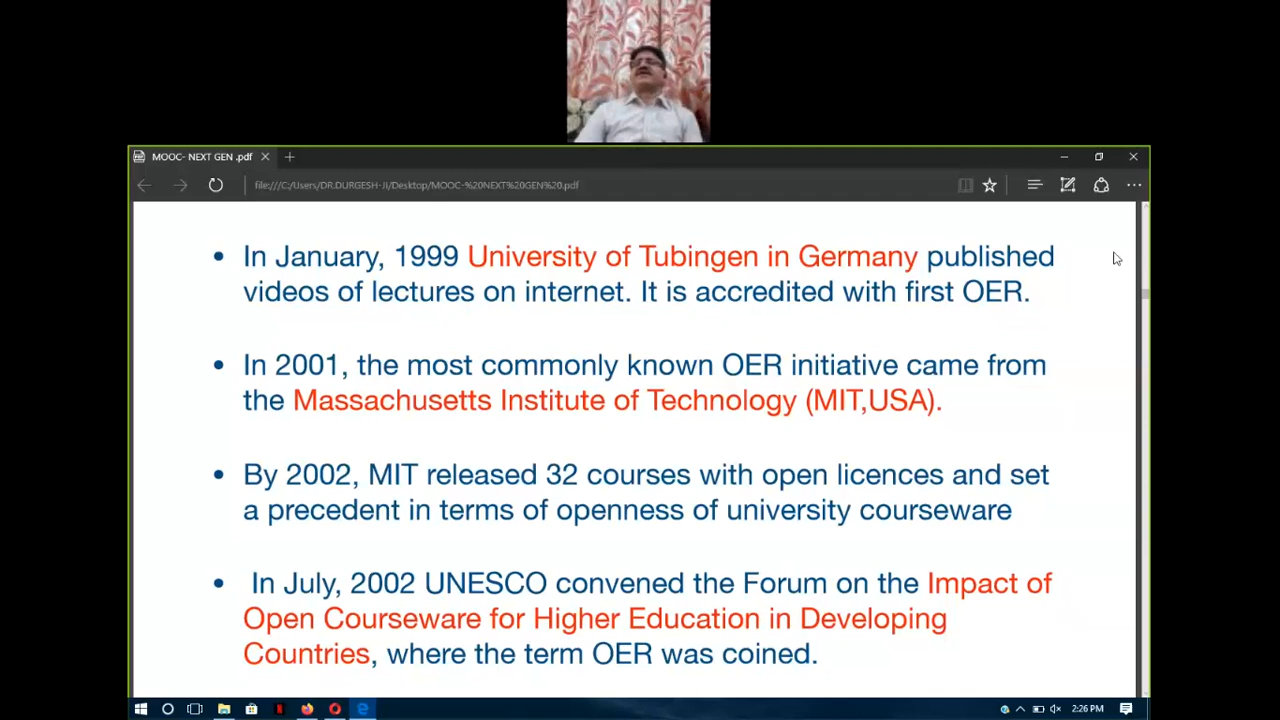 MOOC- NEXT GEN .pdf
file:///C:/Users/DR.DURGESH-Ji/Desktop/MOOC-%20NEXT%20GEN%20.pdf
• In January, 1999 University of Tubingen in Germany published
videos of lectures on internet. It is accredited with first OER.
• In 2001, the most commonly known OER initiative came from
the Massachusetts Institute of Technology (MIT,USA).
• By 2002, MIT released 32 courses with open licences and set
a precedent in terms of openness of university courseware
• In July, 2002 UNESCO convened the Forum on the Impact of
Open Courseware for Higher Education in Developing
Countries, where the term OER was coined.
2:26 PM